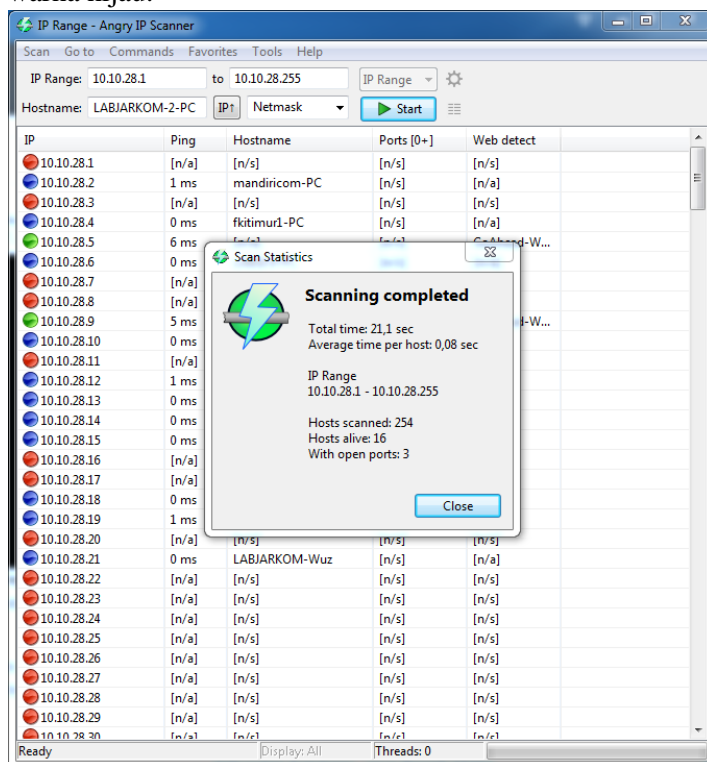 warna hijau.
IP Range - Angry IP Scanner
Scan Go to Commands Favorites Tools Help
IP Range: 10.10.28.1 to 10.10.28.255 IP Range
Hostname: LABJARKOM-2-PC IP↑ Netmask Start
IP Ping Hostname Ports [0+] Web detect
10.10.28.1 [n/a] [n/s] [n/s] [n/s]
10.10.28.2 1 ms mandiricom-PC [n/s] [n/a]
10.10.28.3 [n/a] [n/s] [n/s] [n/s]
10.10.28.4 0 ms fkitimur1-PC [n/s] [n/a]
10.10.28.5 6 ms
10.10.28.6 0 ms
10.10.28.7 [n/a]
10.10.28.8 [n/a]
10.10.28.9 5 ms
10.10.28.10 0 ms
10.10.28.11 [n/a]
10.10.28.12 1 ms
10.10.28.13 0 ms
10.10.28.14 0 ms
10.10.28.15 0 ms
10.10.28.16 [n/a]
10.10.28.17 [n/a]
10.10.28.18 0 ms
10.10.28.19 1 ms
Scan Statistics
Scanning completed
Total time: 21,1 sec
Average time per host: 0,08 sec
IP Range
10.10.28.1 - 10.10.28.255
Hosts scanned: 254
Hosts alive: 16
With open ports: 3
Close
10.10.28.20 [n/a] [n/s] [n/s] [n/s]
10.10.28.21 0 ms LABJARKOM-Wuz [n/s] [n/a]
10.10.28.22 [n/a] [n/s] [n/s] [n/s]
10.10.28.23 [n/a] [n/s] [n/s] [n/s]
10.10.28.24 [n/a] [n/s] [n/s] [n/s]
10.10.28.25 [n/a] [n/s] [n/s] [n/s]
10.10.28.26 [n/a] [n/s] [n/s] [n/s]
10.10.28.27 [n/a] [n/s] [n/s] [n/s]
10.10.28.28 [n/a] [n/s] [n/s] [n/s]
10.10.28.29 [n/a] [n/s] [n/s] [n/s]
10.10.28.30 [n/a] [n/s] [n/s] [n/s]
Ready Display: All Threads: 0